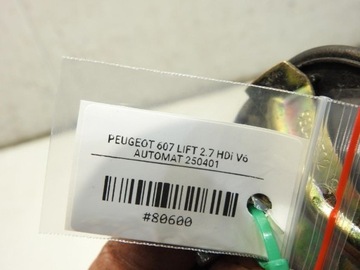 PEUGEOT 607 LIFT 2.7 HDi V6
AUTOMAT 250401
#80600